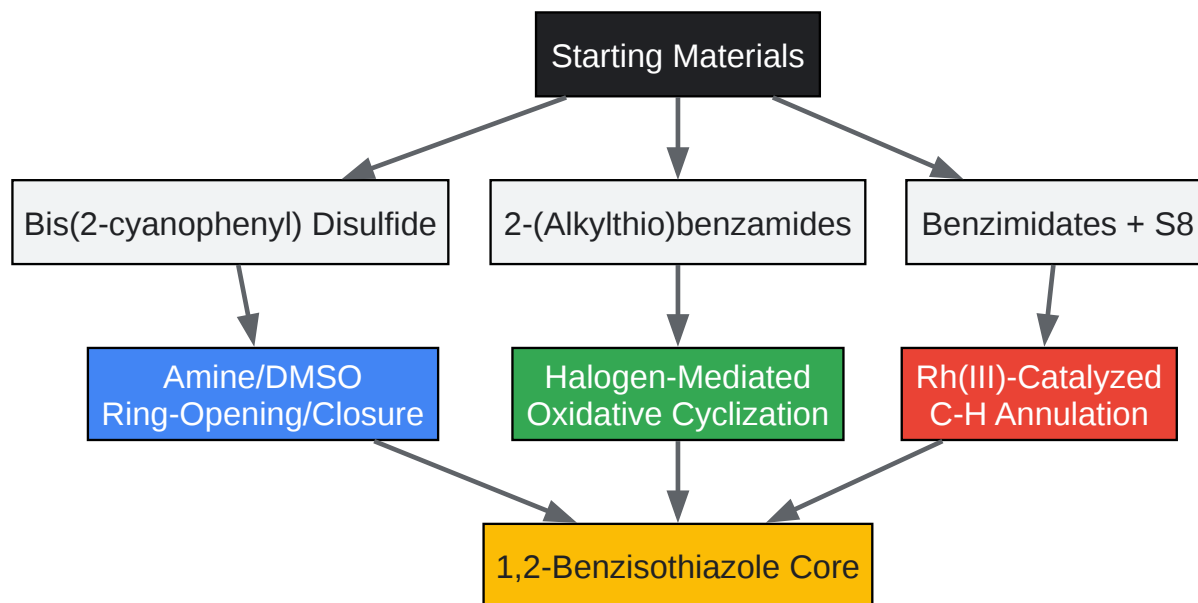 Starting Materials
Bis(2-cyanophenyl) Disulfide
2-(Alkylthio)benzamides
Benzimidates + S8
Amine/DMSO
Ring-Opening/Closure
Halogen-Mediated
Oxidative Cyclization
Rh(III)-Catalyzed
C-H Annulation
1,2-Benzisothiazole Core